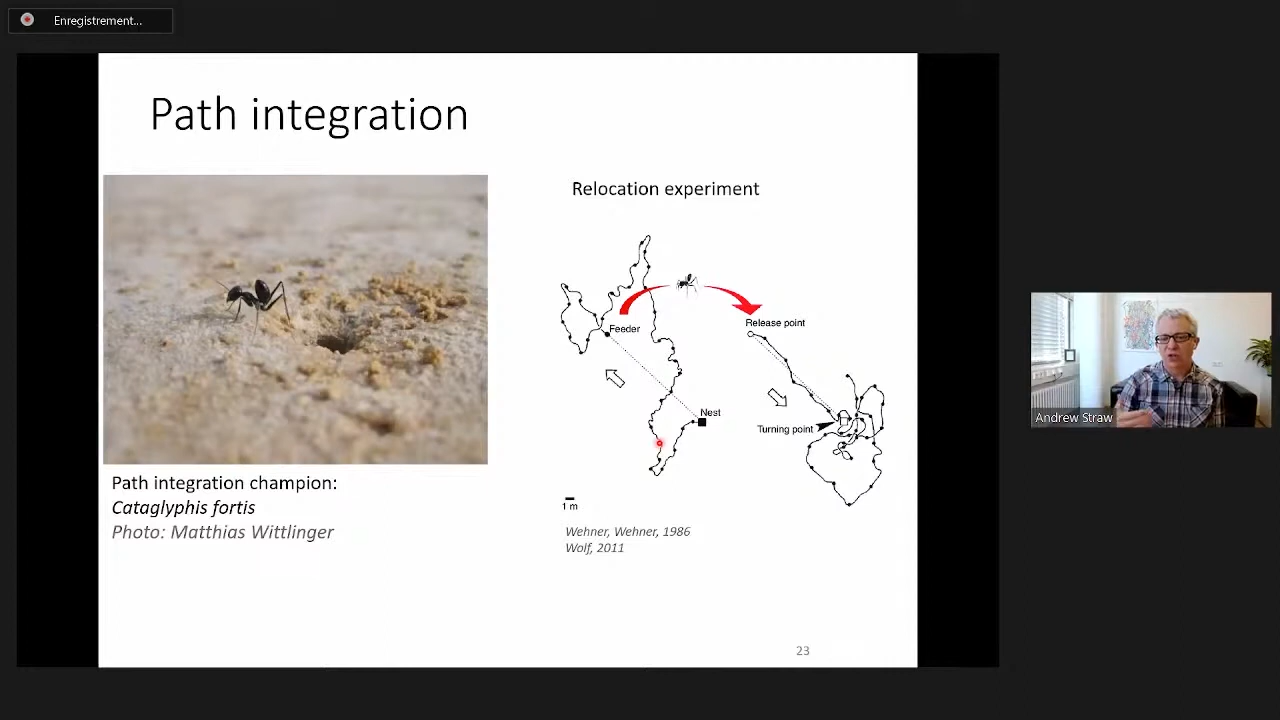 Enregistrement...
Path integration
Relocation experiment
Feeder
Release point
Nest
Turning point
1 m
Path integration champion:
Cataglyphis fortis
Photo: Matthias Wittlinger
Wehner, Wehner, 1986
Wolf, 2011
23
Andrew Straw